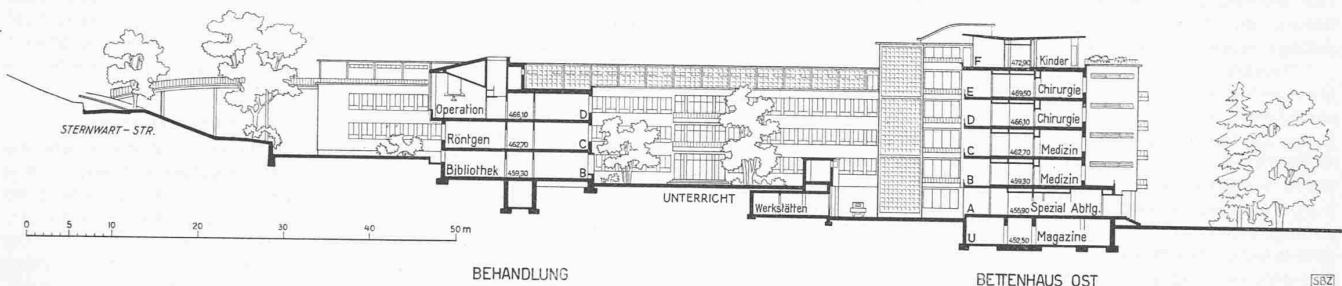 F 472,90 Kinder
E 469,50 Chirurgie
Operation 466,10 D
D 466,10 Chirurgie
STERNWART-STR.
Röntgen 462,70 C
C 462,70 Medizin
Bibliothek 459,30 B
B 459,30 Medizin
UNTERRICHT
Werkstätten
A 455,90 Spezial Abtlg.
U 452,50 Magazine
0 5 10 20 30 40 50 m
BEHANDLUNG
BETTENHAUS OST
SBZ